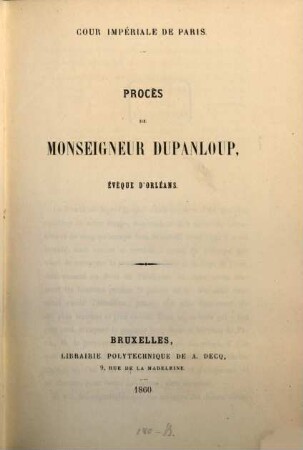 COUR IMPÉRIALE DE PARIS.
PROCÈS
DE
MONSEIGNEUR DUPANLOUP,
ÉVÊQUE D'ORLÉANS.
BRUXELLES,
LIBRAIRIE POLYTECHNIQUE DE A. DECQ,
9, RUE DE LA MADELEINE
1860